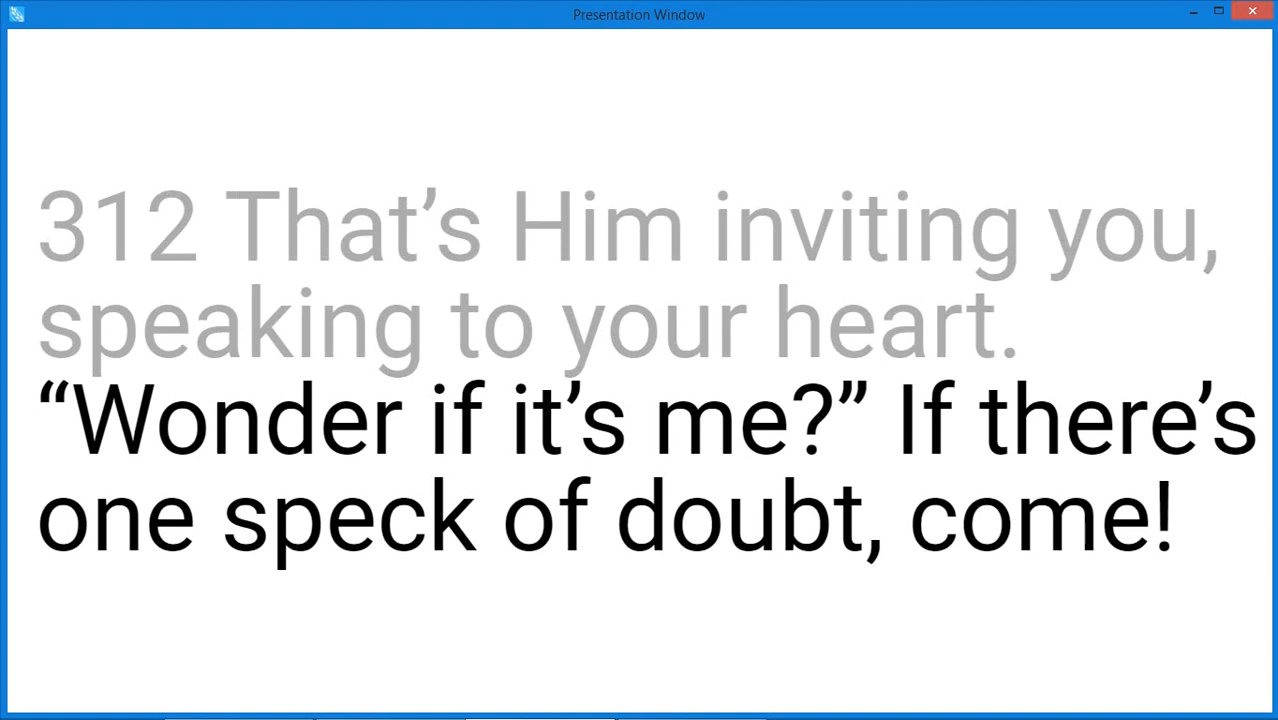 Presentation Window
312 That’s Him inviting you,
speaking to your heart.
“Wonder if it’s me?” If there’s
one speck of doubt, come!